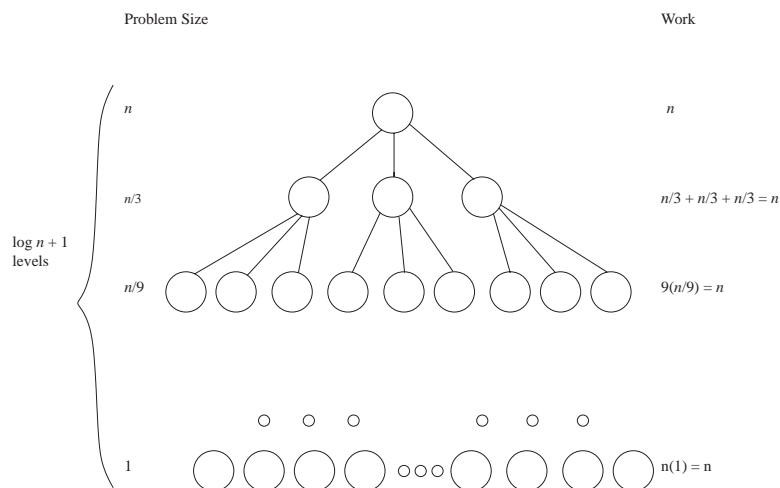 Problem Size
Work
n
n
n/3
n/3 + n/3 + n/3 = n
log n + 1
levels
n/9
9(n/9) = n
1
n(1) = n